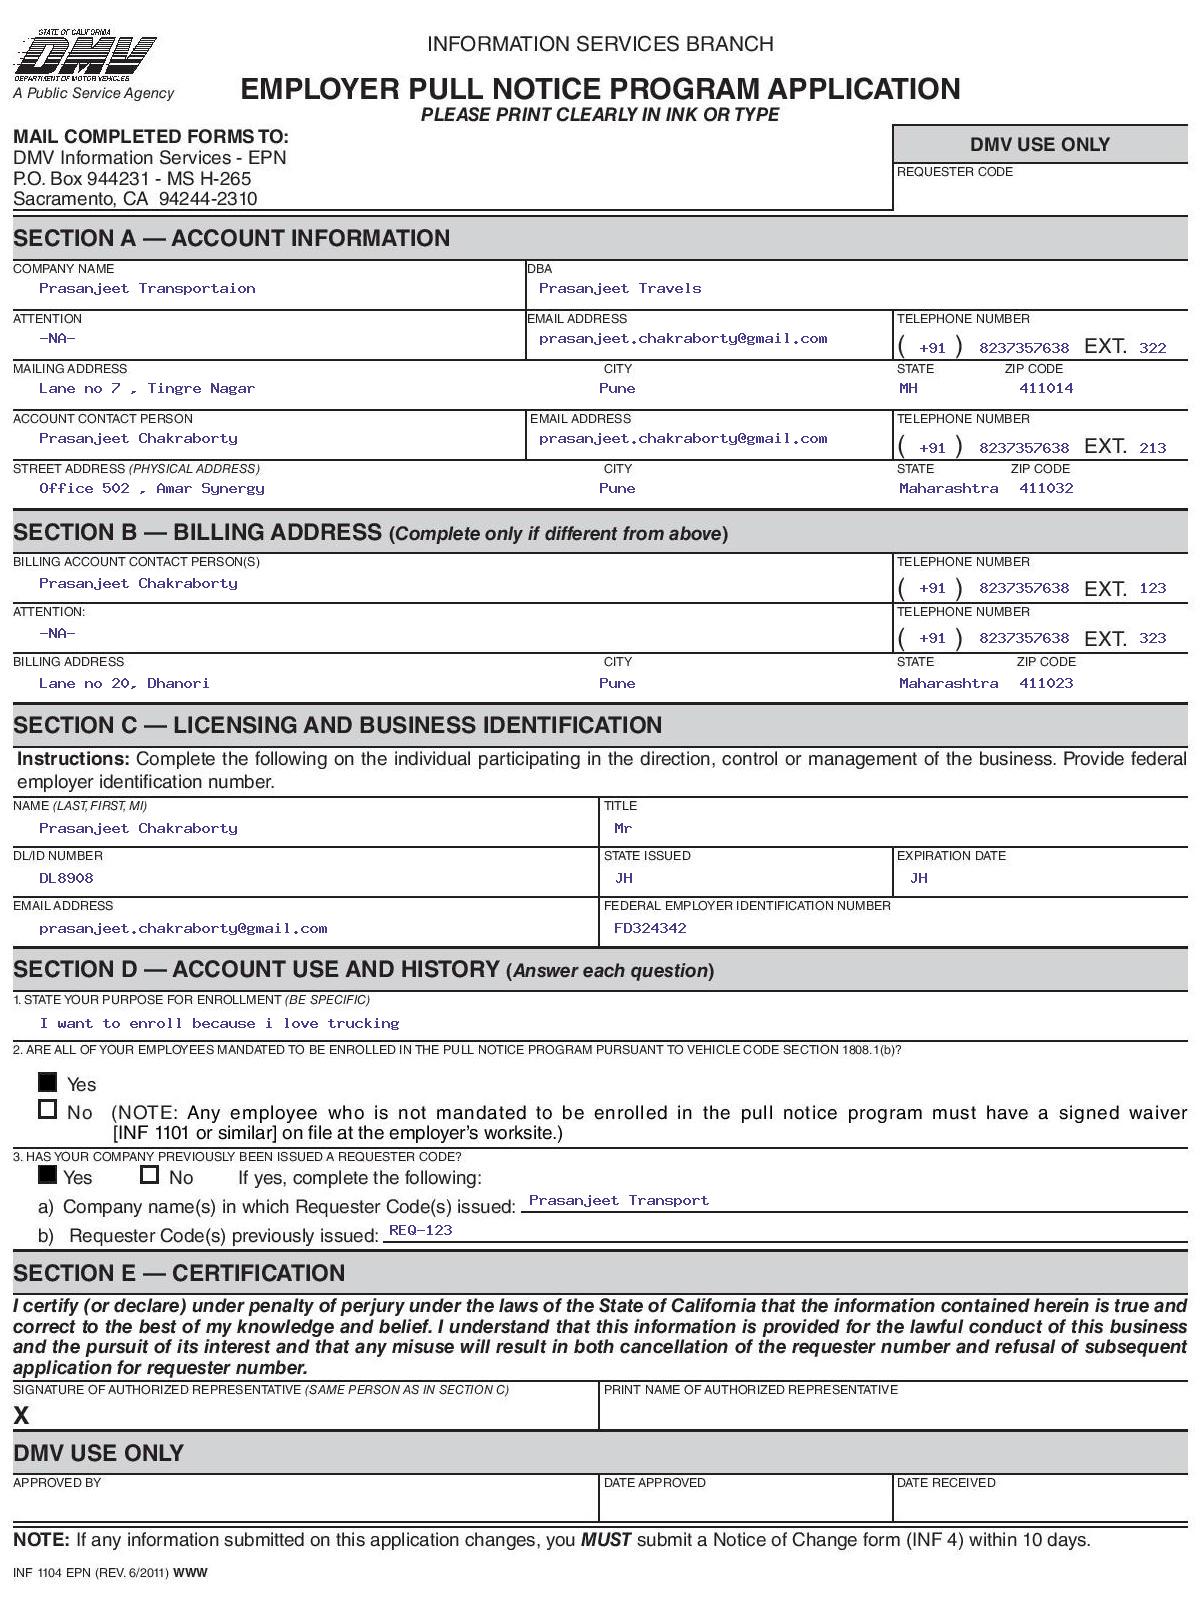 STATE OF CALIFORNIA
DMV
DEPARTMENT OF MOTOR VEHICLES
A Public Service Agency
INFORMATION SERVICES BRANCH
EMPLOYER PULL NOTICE PROGRAM APPLICATION
PLEASE PRINT CLEARLY IN INK OR TYPE
MAIL COMPLETED FORMS TO:
DMV Information Services - EPN
P.O. Box 944231 - MS H-265
Sacramento, CA 94244-2310
DMV USE ONLY
REQUESTER CODE
SECTION A — ACCOUNT INFORMATION
COMPANY NAME DBA
Prasanjeet Transportaion Prasanjeet Travels
ATTENTION EMAIL ADDRESS TELEPHONE NUMBER
-NA- prasanjeet.chakraborty@gmail.com ( +91 ) 8237357638 EXT. 322
MAILING ADDRESS CITY STATE ZIP CODE
Lane no 7 , Tingre Nagar Pune MH 411014
ACCOUNT CONTACT PERSON EMAIL ADDRESS TELEPHONE NUMBER
Prasanjeet Chakraborty prasanjeet.chakraborty@gmail.com ( +91 ) 8237357638 EXT. 213
STREET ADDRESS (PHYSICAL ADDRESS) CITY STATE ZIP CODE
Office 502 , Amar Synergy Pune Maharashtra 411032
SECTION B — BILLING ADDRESS (Complete only if different from above)
BILLING ACCOUNT CONTACT PERSON(S) TELEPHONE NUMBER
Prasanjeet Chakraborty ( +91 ) 8237357638 EXT. 123
ATTENTION: TELEPHONE NUMBER
-NA- ( +91 ) 8237357638 EXT. 323
BILLING ADDRESS CITY STATE ZIP CODE
Lane no 20, Dhanori Pune Maharashtra 411023
SECTION C — LICENSING AND BUSINESS IDENTIFICATION
Instructions: Complete the following on the individual participating in the direction, control or management of the business. Provide federal
employer identification number.
NAME (LAST, FIRST, MI) TITLE
Prasanjeet Chakraborty Mr
DL/ID NUMBER STATE ISSUED EXPIRATION DATE
DL8908 JH JH
EMAIL ADDRESS FEDERAL EMPLOYER IDENTIFICATION NUMBER
prasanjeet.chakraborty@gmail.com FD324342
SECTION D — ACCOUNT USE AND HISTORY (Answer each question)
1. STATE YOUR PURPOSE FOR ENROLLMENT (BE SPECIFIC)
I want to enroll because i love trucking
2. ARE ALL OF YOUR EMPLOYEES MANDATED TO BE ENROLLED IN THE PULL NOTICE PROGRAM PURSUANT TO VEHICLE CODE SECTION 1808.1(b)?
Yes
No (NOTE: Any employee who is not mandated to be enrolled in the pull notice program must have a signed waiver
[INF 1101 or similar] on file at the employer's worksite.)
3. HAS YOUR COMPANY PREVIOUSLY BEEN ISSUED A REQUESTER CODE?
Yes No If yes, complete the following:
a) Company name(s) in which Requester Code(s) issued: Prasanjeet Transport
b) Requester Code(s) previously issued: REQ-123
SECTION E — CERTIFICATION
I certify (or declare) under penalty of perjury under the laws of the State of California that the information contained herein is true and
correct to the best of my knowledge and belief. I understand that this information is provided for the lawful conduct of this business
and the pursuit of its interest and that any misuse will result in both cancellation of the requester number and refusal of subsequent
application for requester number.
SIGNATURE OF AUTHORIZED REPRESENTATIVE (SAME PERSON AS IN SECTION C) PRINT NAME OF AUTHORIZED REPRESENTATIVE
X
DMV USE ONLY
APPROVED BY DATE APPROVED DATE RECEIVED
NOTE: If any information submitted on this application changes, you MUST submit a Notice of Change form (INF 4) within 10 days.
INF 1104 EPN (REV. 6/2011) WWW